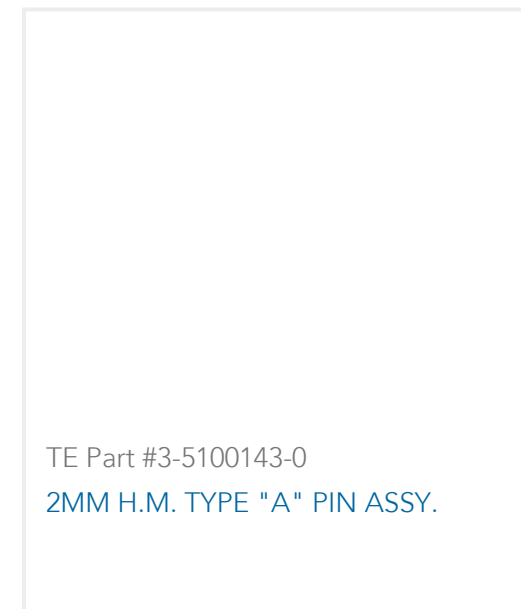 TE Part #3-5100143-0
2MM H.M. TYPE "A" PIN ASSY.